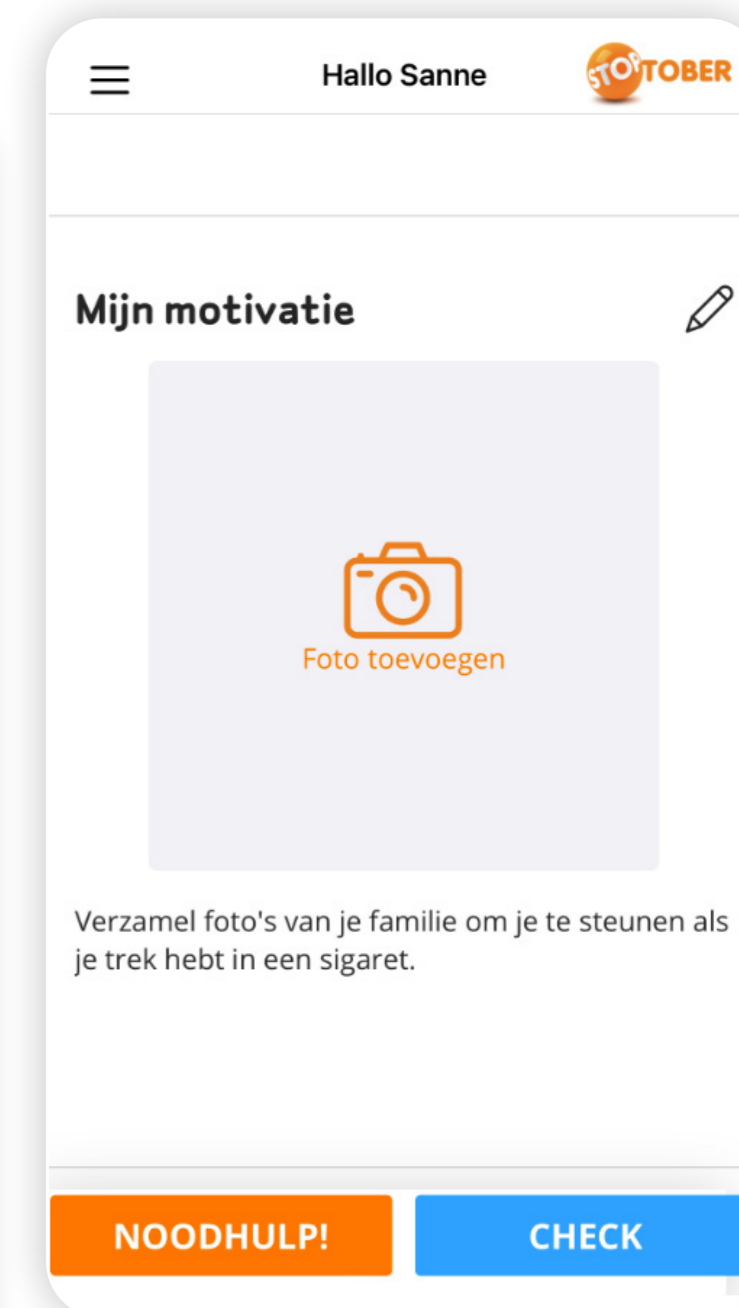 Hallo Sanne
STOPTOBER
Mijn motivatie
Foto toevoegen
Verzamel foto's van je familie om je te steunen als
je trek hebt in een sigaret.
NOODHULP!
CHECK